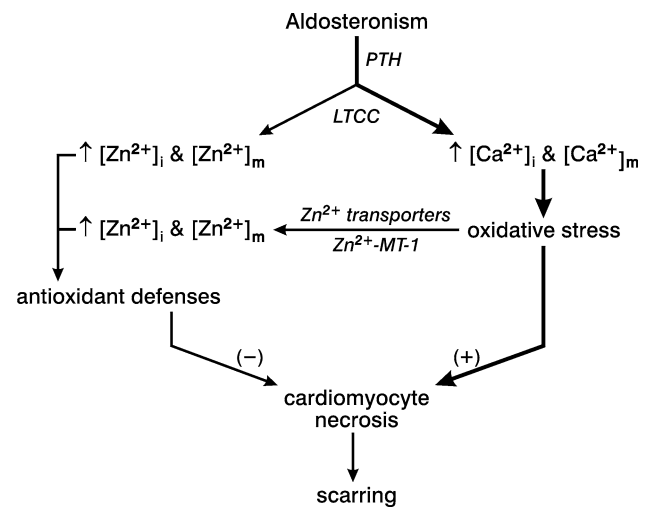 Aldosteronism
PTH
LTCC
↑ [Zn²⁺]ᵢ & [Zn²⁺]ₘ
↑ [Ca²⁺]ᵢ & [Ca²⁺]ₘ
Zn²⁺ transporters
↑ [Zn²⁺]ᵢ & [Zn²⁺]ₘ
oxidative stress
Zn²⁺-MT-1
antioxidant defenses
(–)
(+)
cardiomyocyte
necrosis
scarring